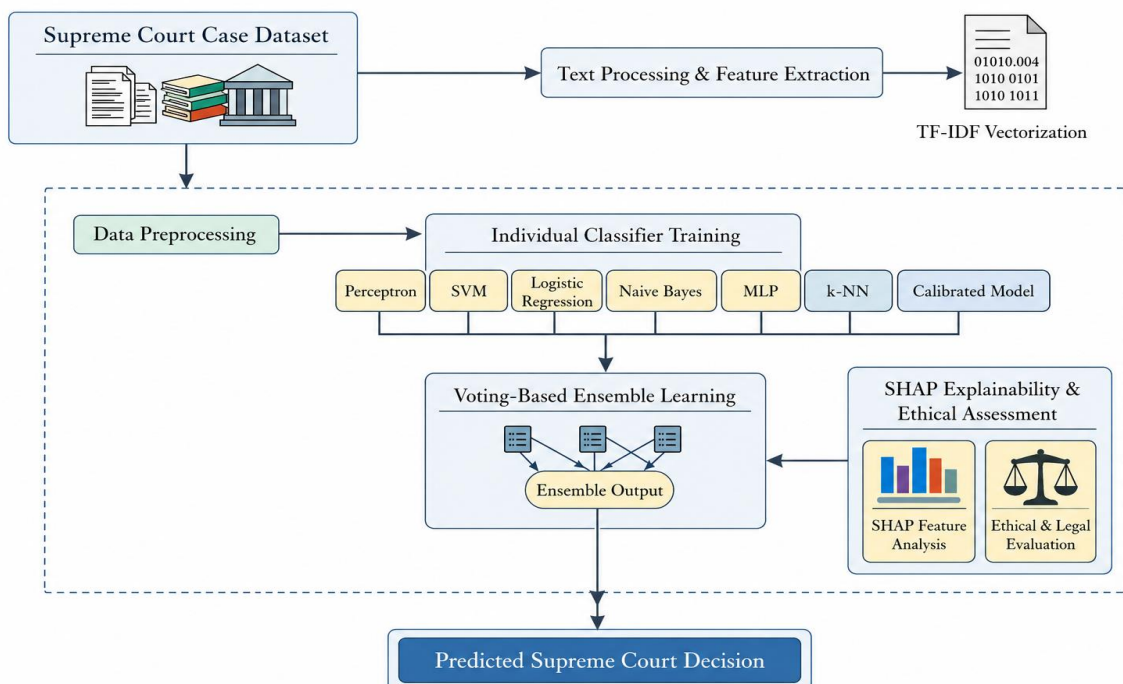 Supreme Court Case Dataset
Text Processing & Feature Extraction
01010.004
1010 0101
1010 1011
TF-IDF Vectorization
Data Preprocessing
Individual Classifier Training
Perceptron
SVM
Logistic
Regression
Naive Bayes
MLP
k-NN
Calibrated Model
Voting-Based Ensemble Learning
Ensemble Output
SHAP Explainability &
Ethical Assessment
SHAP Feature
Analysis
Ethical & Legal
Evaluation
Predicted Supreme Court Decision